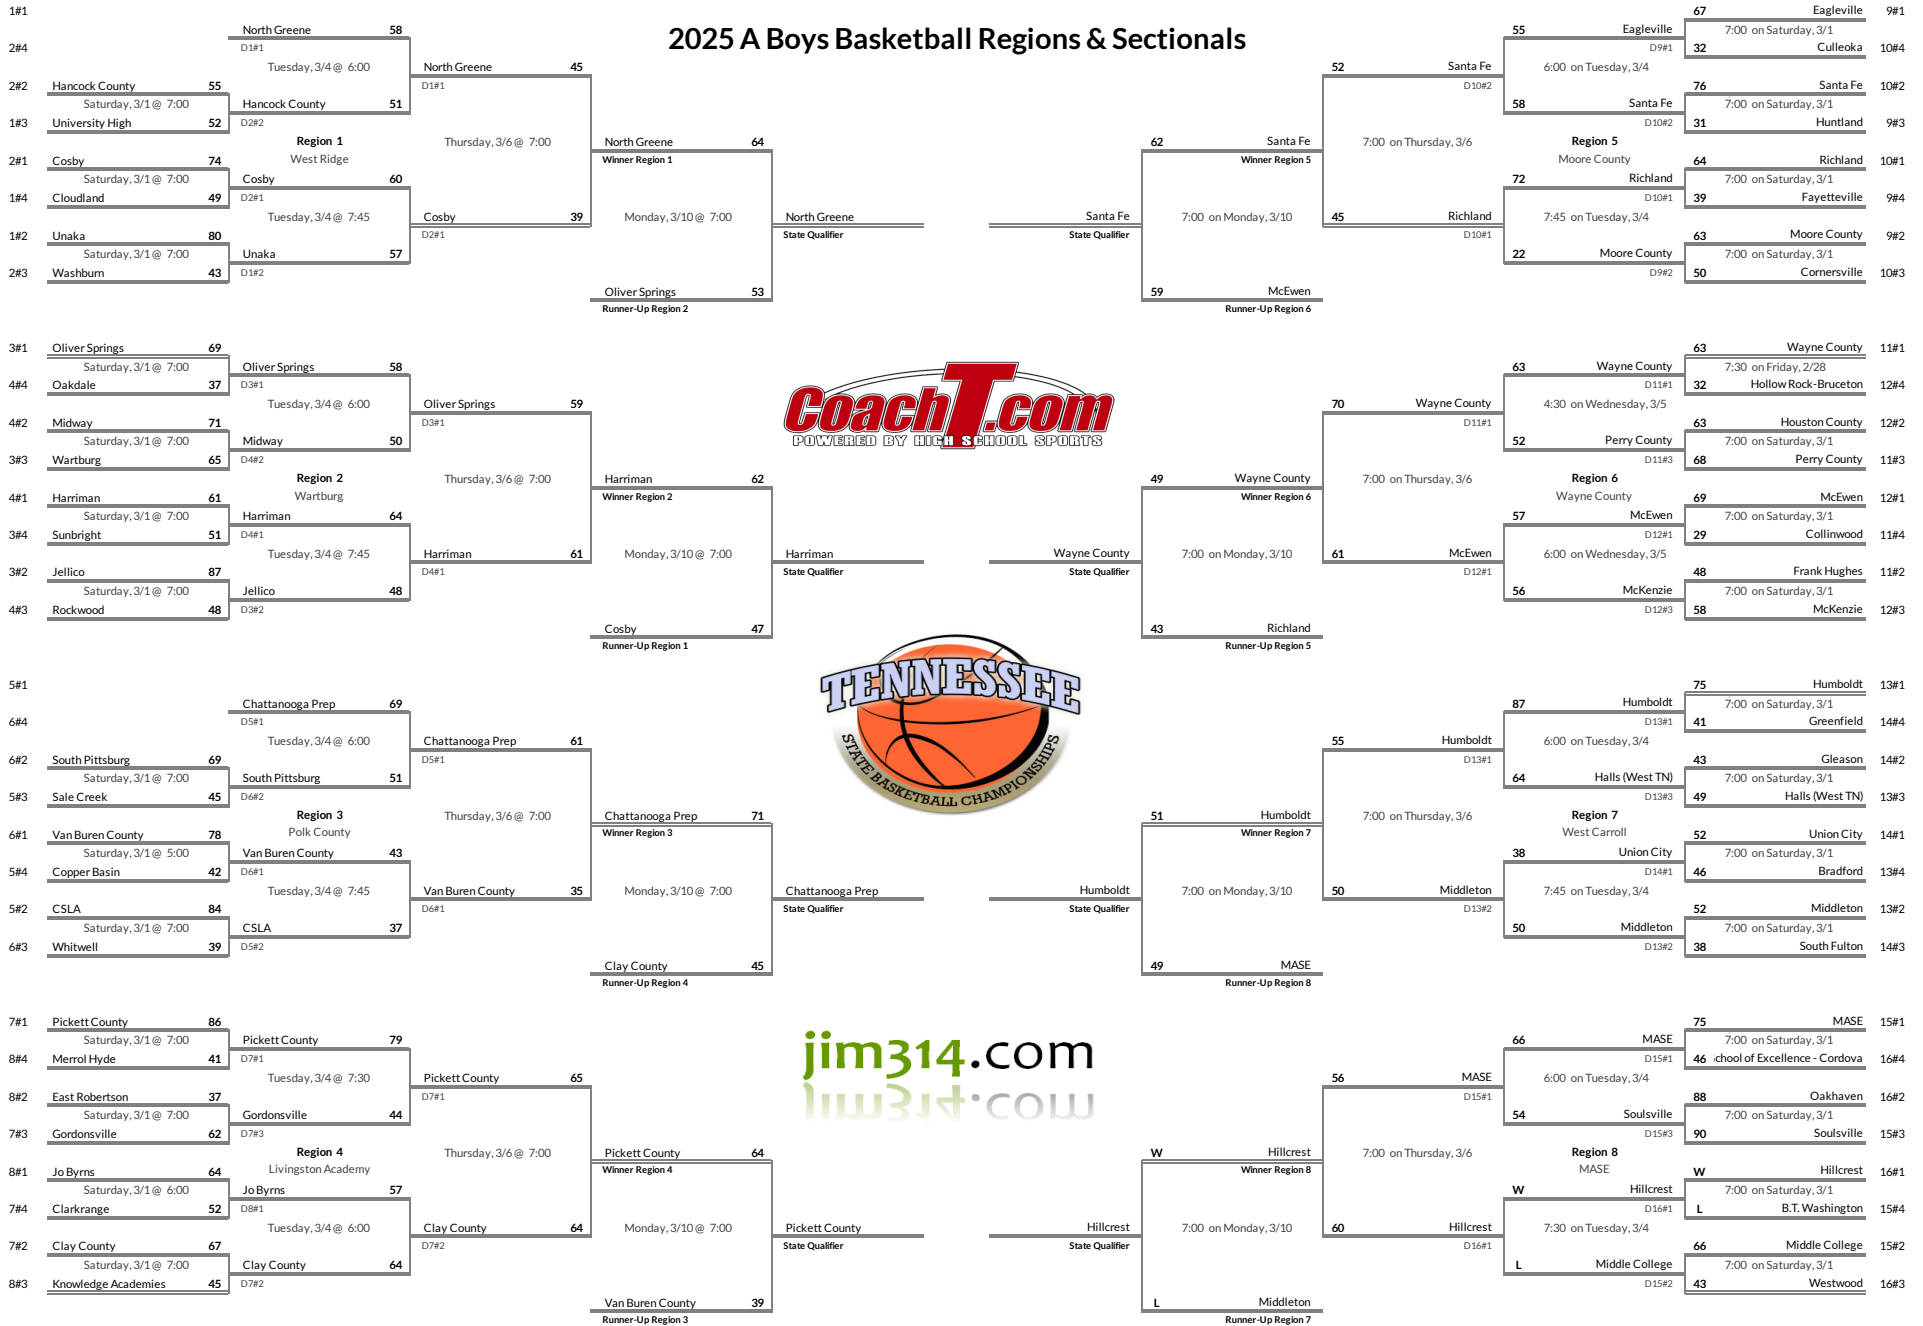 2025 A Boys Basketball Regions & Sectionals
1#1
North Greene 58
D1#1
2#4
Tuesday, 3/4 @ 6:00
North Greene 45
D1#1
2#2 Hancock County 55
Saturday, 3/1 @ 7:00
Hancock County 51
D2#2
1#3 University High 52
Region 1
West Ridge
Thursday, 3/6 @ 7:00
North Greene 64
Winner Region 1
2#1 Cosby 74
Saturday, 3/1 @ 7:00
Cosby 60
D2#1
1#4 Cloudland 49
Tuesday, 3/4 @ 7:45
Cosby 39
D2#1
Monday, 3/10 @ 7:00
North Greene
State Qualifier
1#2 Unaka 80
Saturday, 3/1 @ 7:00
Unaka 57
D1#2
2#3 Washburn 43
Oliver Springs 53
Runner-Up Region 2
3#1 Oliver Springs 69
Saturday, 3/1 @ 7:00
Oliver Springs 58
D3#1
4#4 Oakdale 37
Tuesday, 3/4 @ 6:00
Oliver Springs 59
D3#1
4#2 Midway 71
Saturday, 3/1 @ 7:00
Midway 50
D4#2
3#3 Wartburg 65
Region 2
Wartburg
Thursday, 3/6 @ 7:00
Harriman 62
Winner Region 2
4#1 Harriman 61
Saturday, 3/1 @ 7:00
Harriman 64
D4#1
3#4 Sunbright 51
Tuesday, 3/4 @ 7:45
Harriman 61
D4#1
Monday, 3/10 @ 7:00
Harriman
State Qualifier
3#2 Jellico 87
Saturday, 3/1 @ 7:00
Jellico 48
D3#2
4#3 Rockwood 48
Cosby 47
Runner-Up Region 1
5#1
Chattanooga Prep 69
D5#1
6#4
Tuesday, 3/4 @ 6:00
Chattanooga Prep 61
D5#1
6#2 South Pittsburg 69
Saturday, 3/1 @ 7:00
South Pittsburg 51
D6#2
5#3 Sale Creek 45
Region 3
Polk County
Thursday, 3/6 @ 7:00
Chattanooga Prep 71
Winner Region 3
6#1 Van Buren County 78
Saturday, 3/1 @ 5:00
Van Buren County 43
D6#1
5#4 Copper Basin 42
Tuesday, 3/4 @ 7:45
Van Buren County 35
D6#1
Monday, 3/10 @ 7:00
Chattanooga Prep
State Qualifier
5#2 CSLA 84
Saturday, 3/1 @ 7:00
CSLA 37
D5#2
6#3 Whitwell 39
Clay County 45
Runner-Up Region 4
7#1 Pickett County 86
Saturday, 3/1 @ 7:00
Pickett County 79
D7#1
8#4 Merrol Hyde 41
Tuesday, 3/4 @ 7:30
Pickett County 65
D7#1
8#2 East Robertson 37
Saturday, 3/1 @ 7:00
Gordonsville 44
D7#3
7#3 Gordonsville 62
Region 4
Livingston Academy
Thursday, 3/6 @ 7:00
Pickett County 64
Winner Region 4
8#1 Jo Byrns 64
Saturday, 3/1 @ 6:00
Jo Byrns 57
D8#1
7#4 Clarkrange 52
Tuesday, 3/4 @ 6:00
Clay County 64
D7#2
Monday, 3/10 @ 7:00
Pickett County
State Qualifier
7#2 Clay County 67
Saturday, 3/1 @ 7:00
Clay County 64
D7#2
8#3 Knowledge Academies 45
Van Buren County 39
Runner-Up Region 3
CoachT.com
POWERED BY HIGH SCHOOL SPORTS
TENNESSEE
STATE BASKETBALL CHAMPIONSHIPS
jim314.com
67 Eagleville 9#1
7:00 on Saturday, 3/1
55 Eagleville
D9#1
32 Culleoka 10#4
6:00 on Tuesday, 3/4
52 Santa Fe
D10#2
76 Santa Fe 10#2
7:00 on Saturday, 3/1
58 Santa Fe
D10#2
31 Huntland 9#3
Region 5
Moore County
7:00 on Thursday, 3/6
62 Santa Fe
Winner Region 5
64 Richland 10#1
7:00 on Saturday, 3/1
72 Richland
D10#1
39 Fayetteville 9#4
7:45 on Tuesday, 3/4
45 Richland
D10#1
7:00 on Monday, 3/10
Santa Fe
State Qualifier
63 Moore County 9#2
7:00 on Saturday, 3/1
22 Moore County
D9#2
50 Cornersville 10#3
59 McEwen
Runner-Up Region 6
63 Wayne County 11#1
7:30 on Friday, 2/28
63 Wayne County
D11#1
32 Hollow Rock-Bruceton 12#4
4:30 on Wednesday, 3/5
70 Wayne County
D11#1
63 Houston County 12#2
7:00 on Saturday, 3/1
52 Perry County
D11#3
68 Perry County 11#3
Region 6
Wayne County
7:00 on Thursday, 3/6
49 Wayne County
Winner Region 6
69 McEwen 12#1
7:00 on Saturday, 3/1
57 McEwen
D12#1
29 Collinwood 11#4
6:00 on Wednesday, 3/5
61 McEwen
D12#1
7:00 on Monday, 3/10
Wayne County
State Qualifier
48 Frank Hughes 11#2
7:00 on Saturday, 3/1
56 McKenzie
D12#3
58 McKenzie 12#3
43 Richland
Runner-Up Region 5
75 Humboldt 13#1
7:00 on Saturday, 3/1
87 Humboldt
D13#1
41 Greenfield 14#4
6:00 on Tuesday, 3/4
55 Humboldt
D13#1
43 Gleason 14#2
7:00 on Saturday, 3/1
64 Halls (West TN)
D13#3
49 Halls (West TN) 13#3
Region 7
West Carroll
7:00 on Thursday, 3/6
51 Humboldt
Winner Region 7
52 Union City 14#1
7:00 on Saturday, 3/1
38 Union City
D14#1
46 Bradford 13#4
7:45 on Tuesday, 3/4
50 Middleton
D13#2
7:00 on Monday, 3/10
Humboldt
State Qualifier
52 Middleton 13#2
7:00 on Saturday, 3/1
50 Middleton
D13#2
38 South Fulton 14#3
49 MASE
Runner-Up Region 8
75 MASE 15#1
7:00 on Saturday, 3/1
66 MASE
D15#1
46 chool of Excellence - Cordova 16#4
6:00 on Tuesday, 3/4
56 MASE
D15#1
88 Oakhaven 16#2
7:00 on Saturday, 3/1
54 Soulsville
D15#3
90 Soulsville 15#3
Region 8
MASE
7:00 on Thursday, 3/6
W Hillcrest
Winner Region 8
W Hillcrest 16#1
7:00 on Saturday, 3/1
W Hillcrest
D16#1
L B.T. Washington 15#4
7:30 on Tuesday, 3/4
60 Hillcrest
D16#1
7:00 on Monday, 3/10
Hillcrest
State Qualifier
66 Middle College 15#2
7:00 on Saturday, 3/1
L Middle College
D15#2
43 Westwood 16#3
L Middleton
Runner-Up Region 7